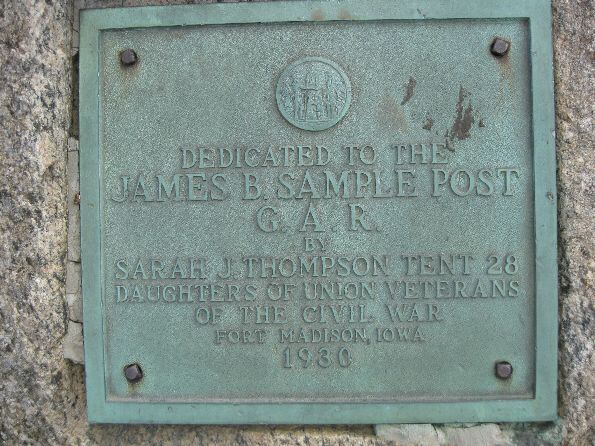 DEDICATED TO THE
JAMES B. SAMPLE POST
G. A. R.
BY
SARAH J. THOMPSON TENT 28
DAUGHTERS OF UNION VETERANS
OF THE CIVIL WAR
FORT MADISON, IOWA
1930